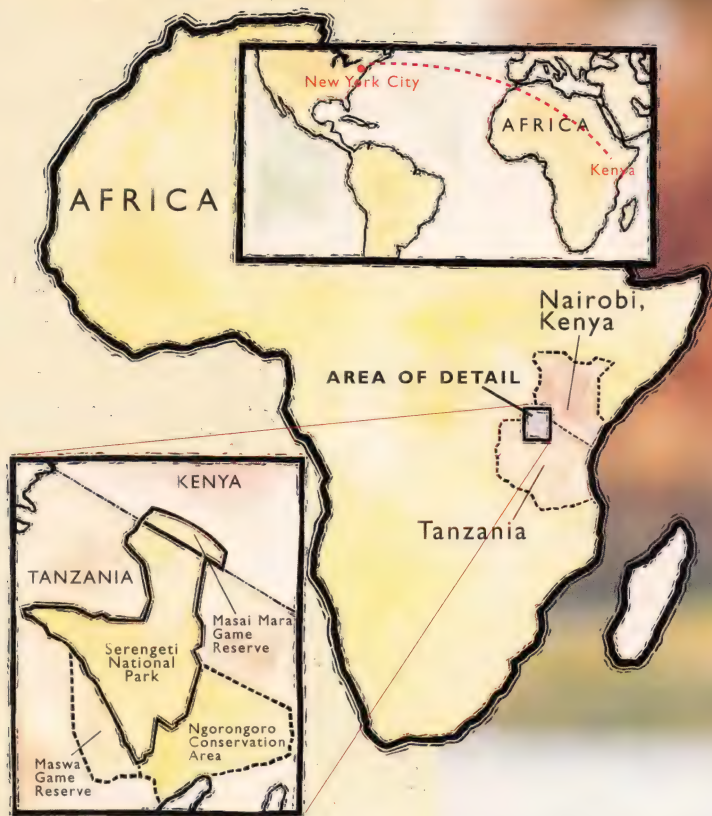 New York City
AFRICA
Kenya
AFRICA
Nairobi,
Kenya
AREA OF DETAIL
Tanzania
KENYA
TANZANIA
Masai Mara
Game
Reserve
Serengeti
National
Park
Ngorongoro
Conservation
Area
Maswa
Game
Reserve